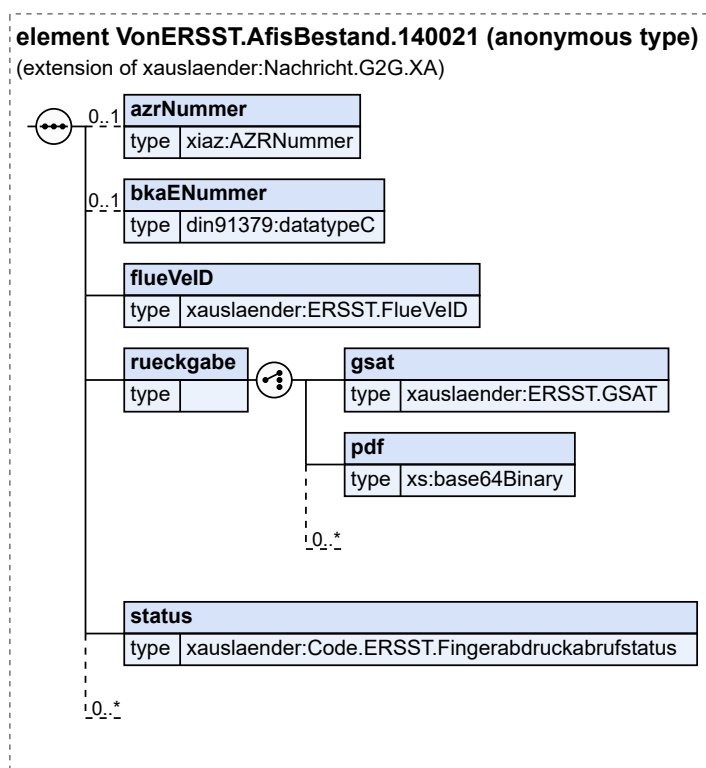 element VonERSST.AfisBestand.140021 (anonymous type)
(extension of xauslaender:Nachricht.G2G.XA)
0..1
azrNummer
type xiaz:AZRNummer
0..1
bkaENummer
type din91379:datatypeC
flueVeID
type xauslaender:ERSST.FlueVeID
rueckgabe
type
gsat
type xauslaender:ERSST.GSAT
pdf
type xs:base64Binary
0..*
status
type xauslaender:Code.ERSST.Fingerabdruckabrufstatus
0..*